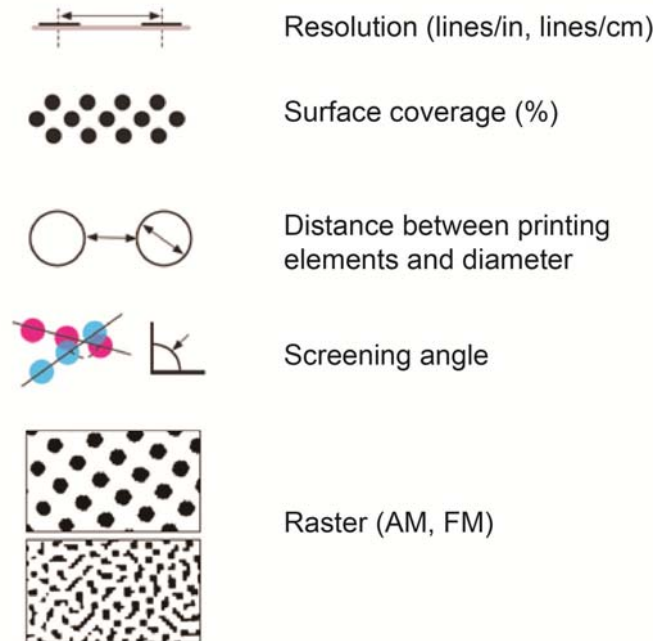 Resolution (lines/in, lines/cm)
Surface coverage (%)
Distance between printing
elements and diameter
Screening angle
Raster (AM, FM)